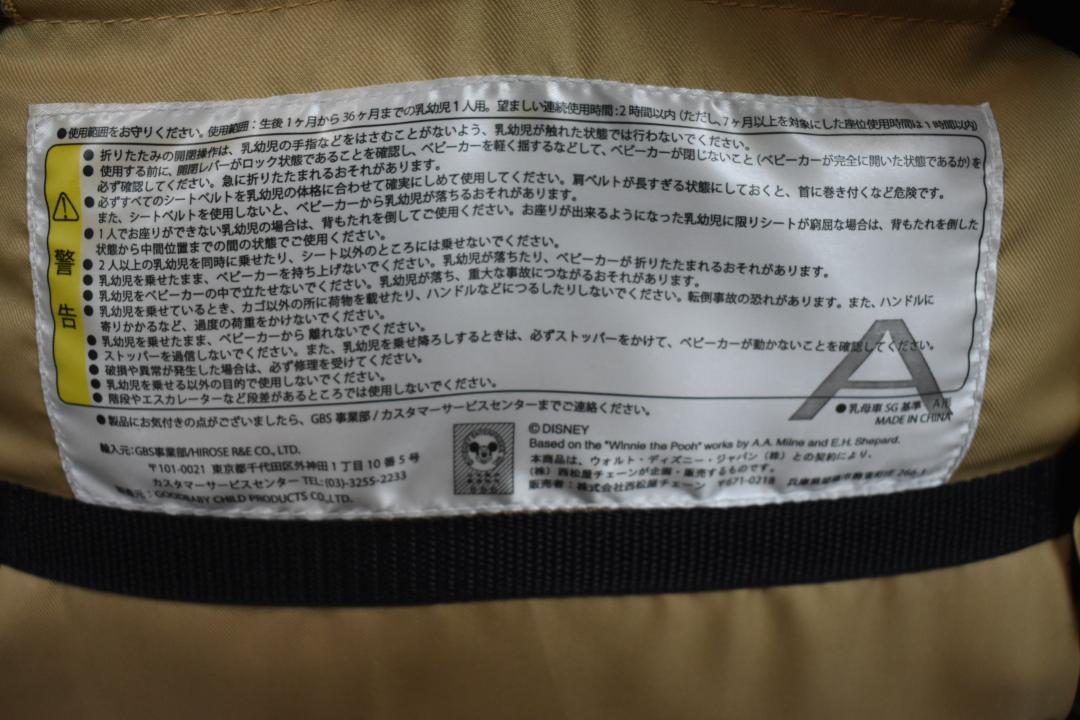 ●使用範囲をお守りください。使用範囲：生後1ヶ月から36ヶ月までの乳幼児1人用。望ましい連続使用時間：2時間以内（ただし、7ヶ月以上を対象にした座位使用時間は1時間以内）
●折りたたみの開閉操作は、乳幼児の手指などをはさむことがないよう、乳幼児が触れた状態では行わないでください。
●使用する前に、開閉レバーがロック状態であることを確認し、ベビーカーを軽く揺するなどして、ベビーカーが閉じないこと（ベビーカーが完全に開いた状態であるか）を
必ず確認してください。急に折りたたまれるおそれがあります。
●必ずすべてのシートベルトを乳幼児の体格に合わせて確実にしめて使用してください。肩ベルトが長すぎる状態にしておくと、首に巻き付くなど危険です。
また、シートベルトを使用しないと、ベビーカーから乳幼児が落ちるおそれがあります。
●1人でお座りができない乳幼児の場合は、背もたれを倒してご使用ください。お座りが出来るようになった乳幼児に限りシートが窮屈な場合は、背もたれを倒した
状態から中間位置までの間の状態でご使用ください。
●2人以上の乳幼児を同時に乗せたり、シート以外のところには乗せないでください。
●乳幼児を乗せたまま、ベビーカーを持ち上げないでください。乳幼児が落ちたり、ベビーカーが折りたたまれるおそれがあります。
●乳幼児をベビーカーの中で立たせないでください。乳幼児が落ち、重大な事故につながるおそれがあります。
●乳幼児を乗せているとき、カゴ以外の所に荷物を載せたり、ハンドルなどにつるしたりしないでください。転倒事故の恐れがあります。また、ハンドルに
寄りかかるなど、過度の荷重をかけないでください。
●乳幼児を乗せたまま、ベビーカーから離れないでください。
●ストッパーを過信しないでください。また、乳幼児を乗せ降ろしするときは、必ずストッパーをかけて、ベビーカーが動かないことを確認してください。
●破損や異常が発生した場合は、必ず修理を受けてください。
●乳幼児を乗せる以外の目的で使用しないでください。
●階段やエスカレーターなど段差があるところでは使用しないでください。
警告
A
●乳母車 SG 基準 A形
MADE IN CHINA
●製品にお気付きの点がございましたら、GBS 事業部 / カスタマーサービスセンターまでご連絡ください。
輸入元:GBS事業部/HIROSE R&E CO., LTD.
〒101-0021 東京都千代田区外神田1丁目10番5号
カスタマーサービスセンター TEL:(03)-3255-2233
GOODBABY CHILD PRODUCTS CO.,LTD.
©DISNEY
Based on the "Winnie the Pooh" works by A.A. Milne and E.H. Shepard.
本商品は、ウォルト・ディズニー・ジャパン（株）との契約により、
（株）西松屋チェーンが企画・販売するものです。
販売者：株式会社西松屋チェーン 〒671-0218 兵庫県姫路市飾東町庄 266-1